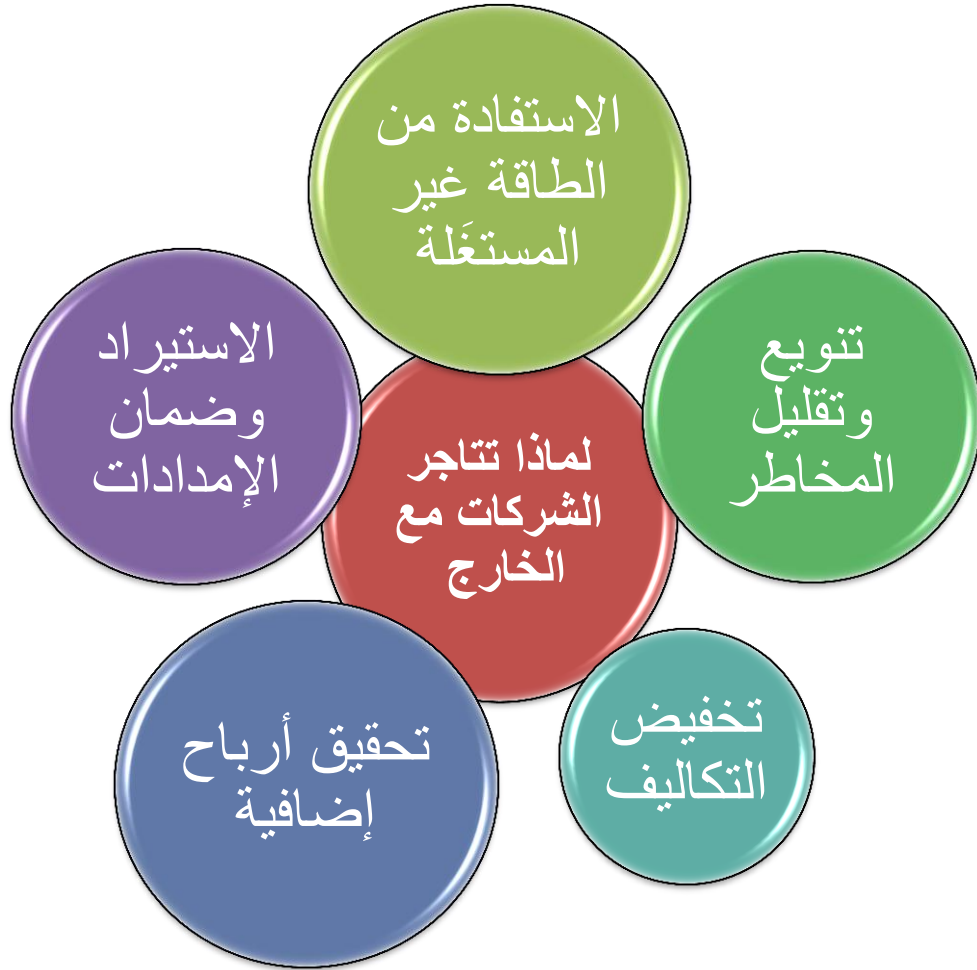 الاستفادة من
الطاقة غير
المستغَلة
تنويع
وتقليل
المخاطر
الاستيراد
وضمان
الإمدادات
لماذا تتاجر
الشركات مع
الخارج
تخفيض
التكاليف
تحقيق أرباح
إضافية